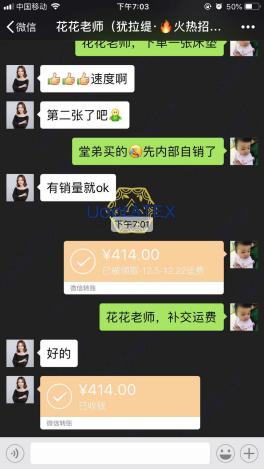 中国移动
下午7:03
50%
微信
花花老师（犹拉缇·🔥火热招...
花花老师，下单一张床垫
👍👍👍速度啊
第二张了吧
堂弟买的 先内部自销了
有销量就ok
UooLATEX
下午7:01
¥414.00
已被领取-12.5-12.22运费
微信转账
花花老师，补交运费
好的
¥414.00
已收钱
微信转账